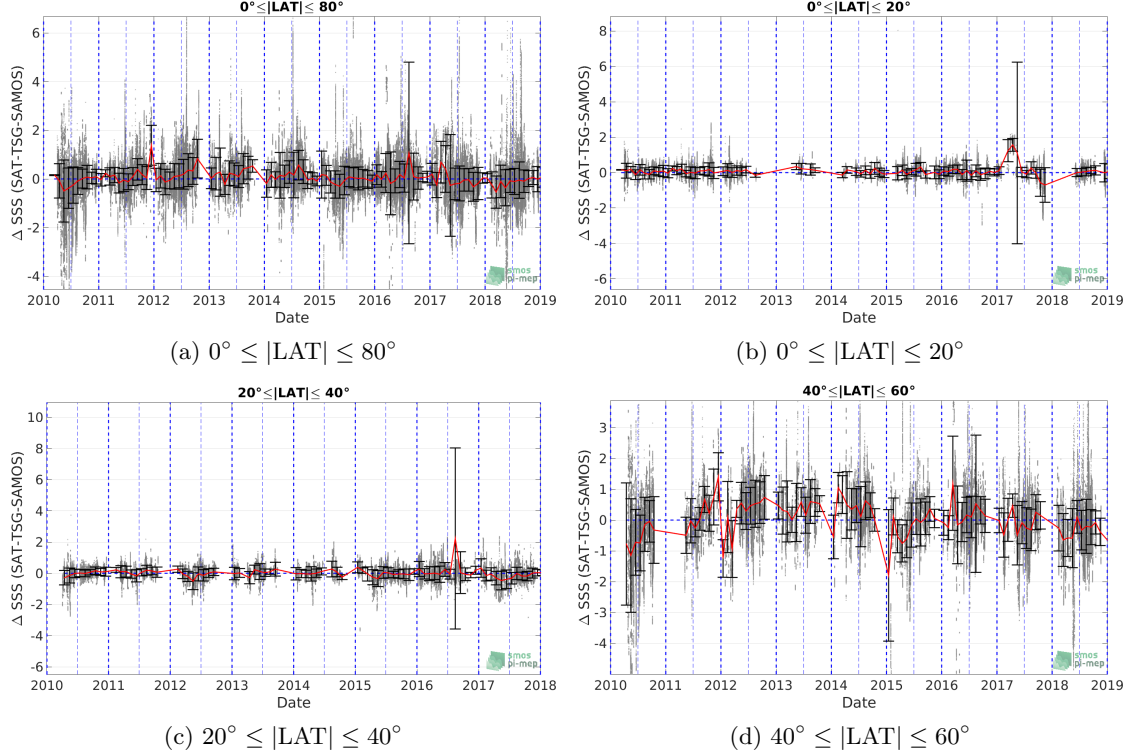 0°≤|LAT|≤ 80°
Δ SSS (SAT-TSG-SAMOS)
6
4
2
0
-2
-4
2010 2011 2012 2013 2014 2015 2016 2017 2018 2019
Date
smos
pi-mep
(a) 0° ≤ |LAT| ≤ 80°
0°≤|LAT|≤ 20°
Δ SSS (SAT-TSG-SAMOS)
8
6
4
2
0
-2
-4
-6
2010 2011 2012 2013 2014 2015 2016 2017 2018 2019
Date
smos
pi-mep
(b) 0° ≤ |LAT| ≤ 20°
20°≤|LAT|≤ 40°
Δ SSS (SAT-TSG-SAMOS)
10
8
6
4
2
0
-2
-4
-6
2010 2011 2012 2013 2014 2015 2016 2017 2018
Date
smos
pi-mep
(c) 20° ≤ |LAT| ≤ 40°
40°≤|LAT|≤ 60°
Δ SSS (SAT-TSG-SAMOS)
3
2
1
0
-1
-2
-3
-4
2010 2011 2012 2013 2014 2015 2016 2017 2018 2019
Date
smos
pi-mep
(d) 40° ≤ |LAT| ≤ 60°